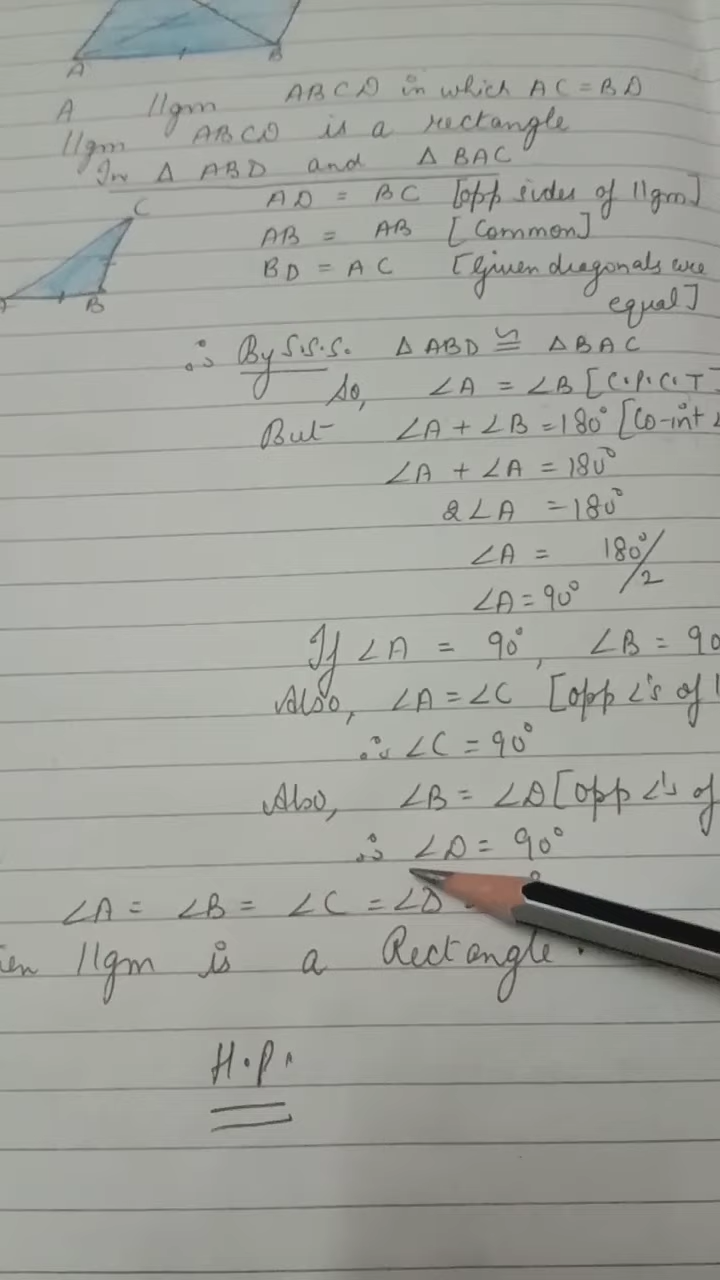 A B
A ||gm ABCD in which AC = BD
||gm ABCD is a rectangle
In △ ABD and △ BAC
C
AD = BC [opp sides of ||gm]
AB = AB [Common]
B
BD = AC [Given diagonals are
equal]
∴ By S.S.S. △ ABD ≅ △ BAC
So, ∠A = ∠B [C.P.C.T
But ∠A + ∠B = 180° [Co-int
∠A + ∠A = 180°
2∠A = 180°
∠A = 180°/2
∠A = 90°
If ∠A = 90°, ∠B = 90
Also, ∠A = ∠C [opp ∠'s of
∴ ∠C = 90°
Also, ∠B = ∠D [opp ∠'s of
∴ ∠D = 90°
∠A = ∠B = ∠C = ∠D
||gm is a Rectangle.
H.P.